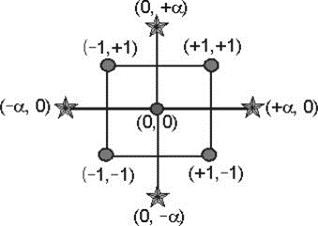 (0, +α)
(-1,+1) (+1,+1)
(-α, 0) (0, 0) (+α, 0)
(-1,-1) (+1,-1)
(0, -α)